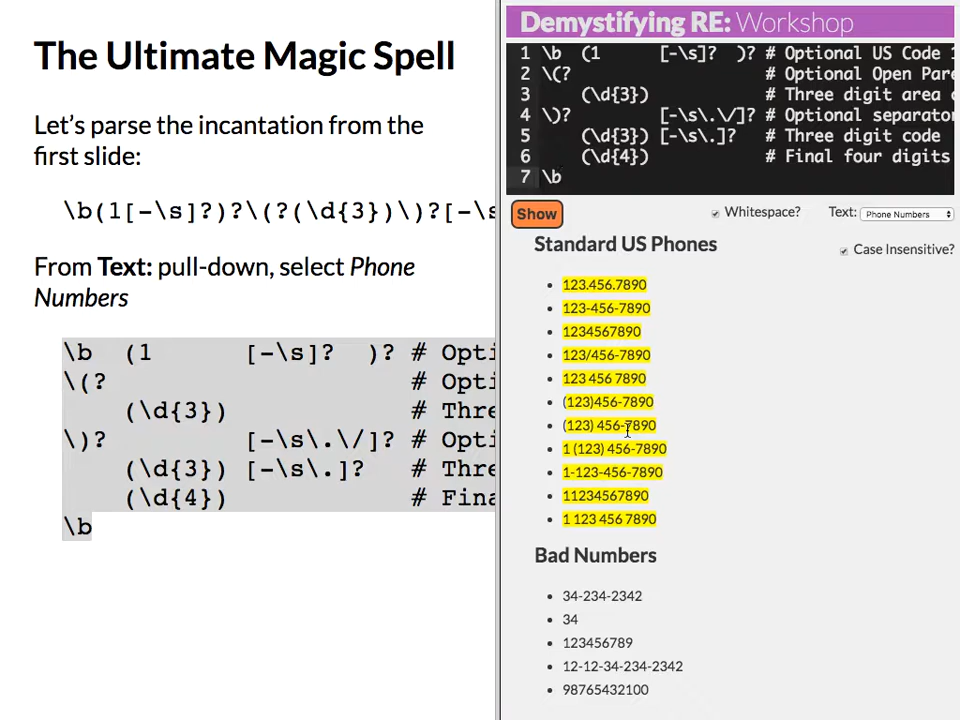 The Ultimate Magic Spell
Let's parse the incantation from the
first slide:
\b(1[-\s]?)?\(?(\d{3})\)?[-\s
From Text: pull-down, select Phone
Numbers
\b (1 [-\s]? )? # Opti
\(? # Opti
(\d{3}) # Thre
\)? [-\s\.\/]? # Opti
(\d{3}) [-\s\.]? # Thre
(\d{4}) # Fina
\b
Demystifying RE: Workshop
1 \b (1 [-\s]? )? # Optional US Code 1
2 \(? # Optional Open Pare
3 (\d{3}) # Three digit area
4 \)? [-\s\.\/]? # Optional separator
5 (\d{3}) [-\s\.]? # Three digit code
6 (\d{4}) # Final four digits
7 \b
Show Whitespace? Text: Phone Numbers
Case Insensitive?
Standard US Phones
• 123.456.7890
• 123-456-7890
• 1234567890
• 123/456-7890
• 123 456 7890
• (123)456-7890
• (123) 456-7890
• 1 (123) 456-7890
• 1-123-456-7890
• 11234567890
• 1 123 456 7890
Bad Numbers
• 34-234-2342
• 34
• 123456789
• 12-12-34-234-2342
• 98765432100